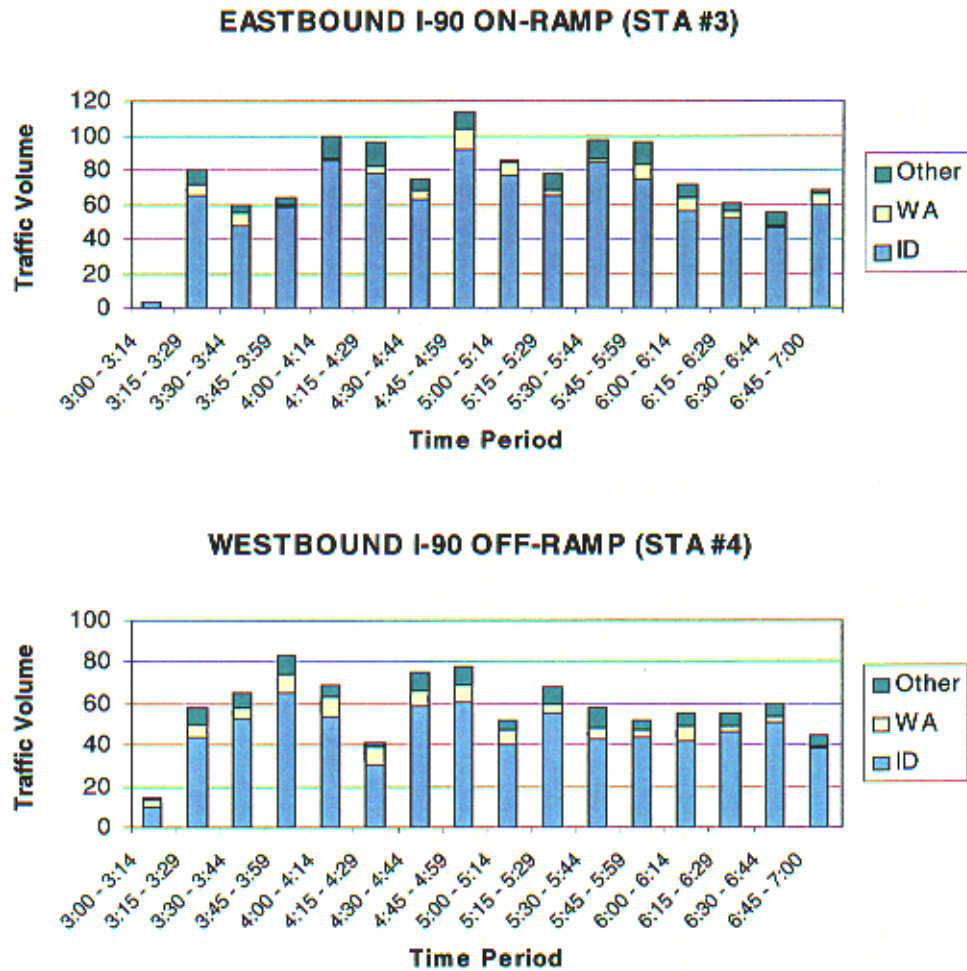 EASTBOUND I-90 ON-RAMP (STA #3)
Traffic Volume
120
100
80
60
40
20
0
3:00 - 3:14
3:15 - 3:29
3:30 - 3:44
3:45 - 3:59
4:00 - 4:14
4:15 - 4:29
4:30 - 4:44
4:45 - 4:59
5:00 - 5:14
5:15 - 5:29
5:30 - 5:44
5:45 - 5:59
6:00 - 6:14
6:15 - 6:29
6:30 - 6:44
6:45 - 7:00
Time Period
Other
WA
ID
WESTBOUND I-90 OFF-RAMP (STA #4)
Traffic Volume
100
80
60
40
20
0
3:00 - 3:14
3:15 - 3:29
3:30 - 3:44
3:45 - 3:59
4:00 - 4:14
4:15 - 4:29
4:30 - 4:44
4:45 - 4:59
5:00 - 5:14
5:15 - 5:29
5:30 - 5:44
5:45 - 5:59
6:00 - 6:14
6:15 - 6:29
6:30 - 6:44
6:45 - 7:00
Time Period
Other
WA
ID